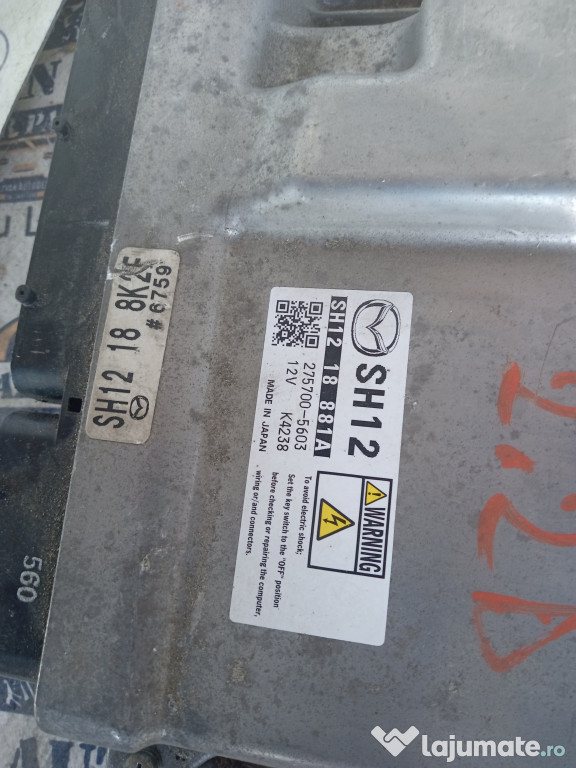 SH12 18 8K2F
# 6759
SH12
SH12 18 881A
275700-5603
12V K4238
MADE IN JAPAN
WARNING
To avoid electric shock;
Set the key switch to the "OFF" position
before checking or repairing the computer,
wiring or/and connectors.
560
2,2D
lajumate.ro